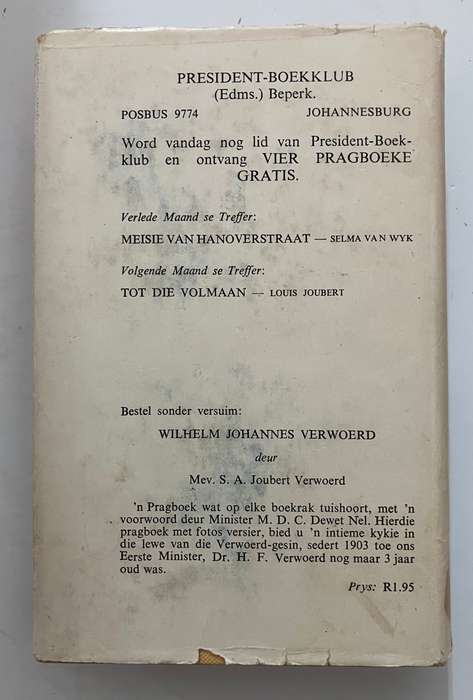 PRESIDENT-BOEKKLUB
(Edms.) Beperk.
POSBUS 9774 JOHANNESBURG
Word vandag nog lid van President-Boek-
klub en ontvang VIER PRAGBOEKE
GRATIS.
Verlede Maand se Treffer:
MEISIE VAN HANOVERSTRAAT — SELMA VAN WYK
Volgende Maand se Treffer:
TOT DIE VOLMAAN — LOUIS JOUBERT
Bestel sonder versuim:
WILHELM JOHANNES VERWOERD
deur
Mev. S. A. Joubert Verwoerd
'n Pragboek wat op elke boekrak tuishoort, met 'n
voorwoord deur Minister M. D. C. Dewet Nel. Hierdie
pragboek met fotos versier, bied u 'n intieme kykie in
die lewe van die Verwoerd-gesin, sedert 1903 toe ons
Eerste Minister, Dr. H. F. Verwoerd nog maar 3 jaar
oud was.
Prys: R1.95